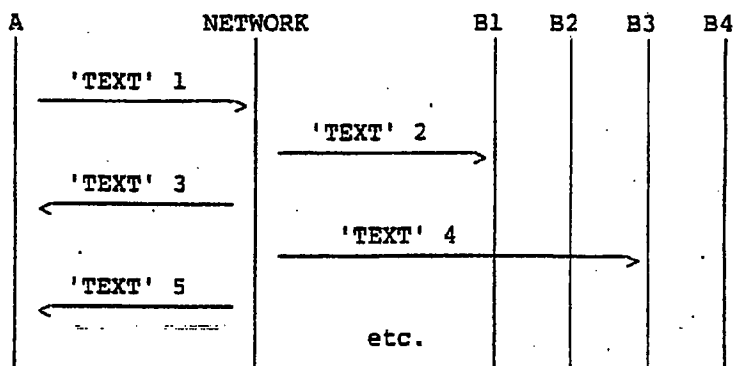 A NETWORK B1 B2 B3 B4
'TEXT' 1
'TEXT' 2
'TEXT' 3
'TEXT' 4
'TEXT' 5
etc.